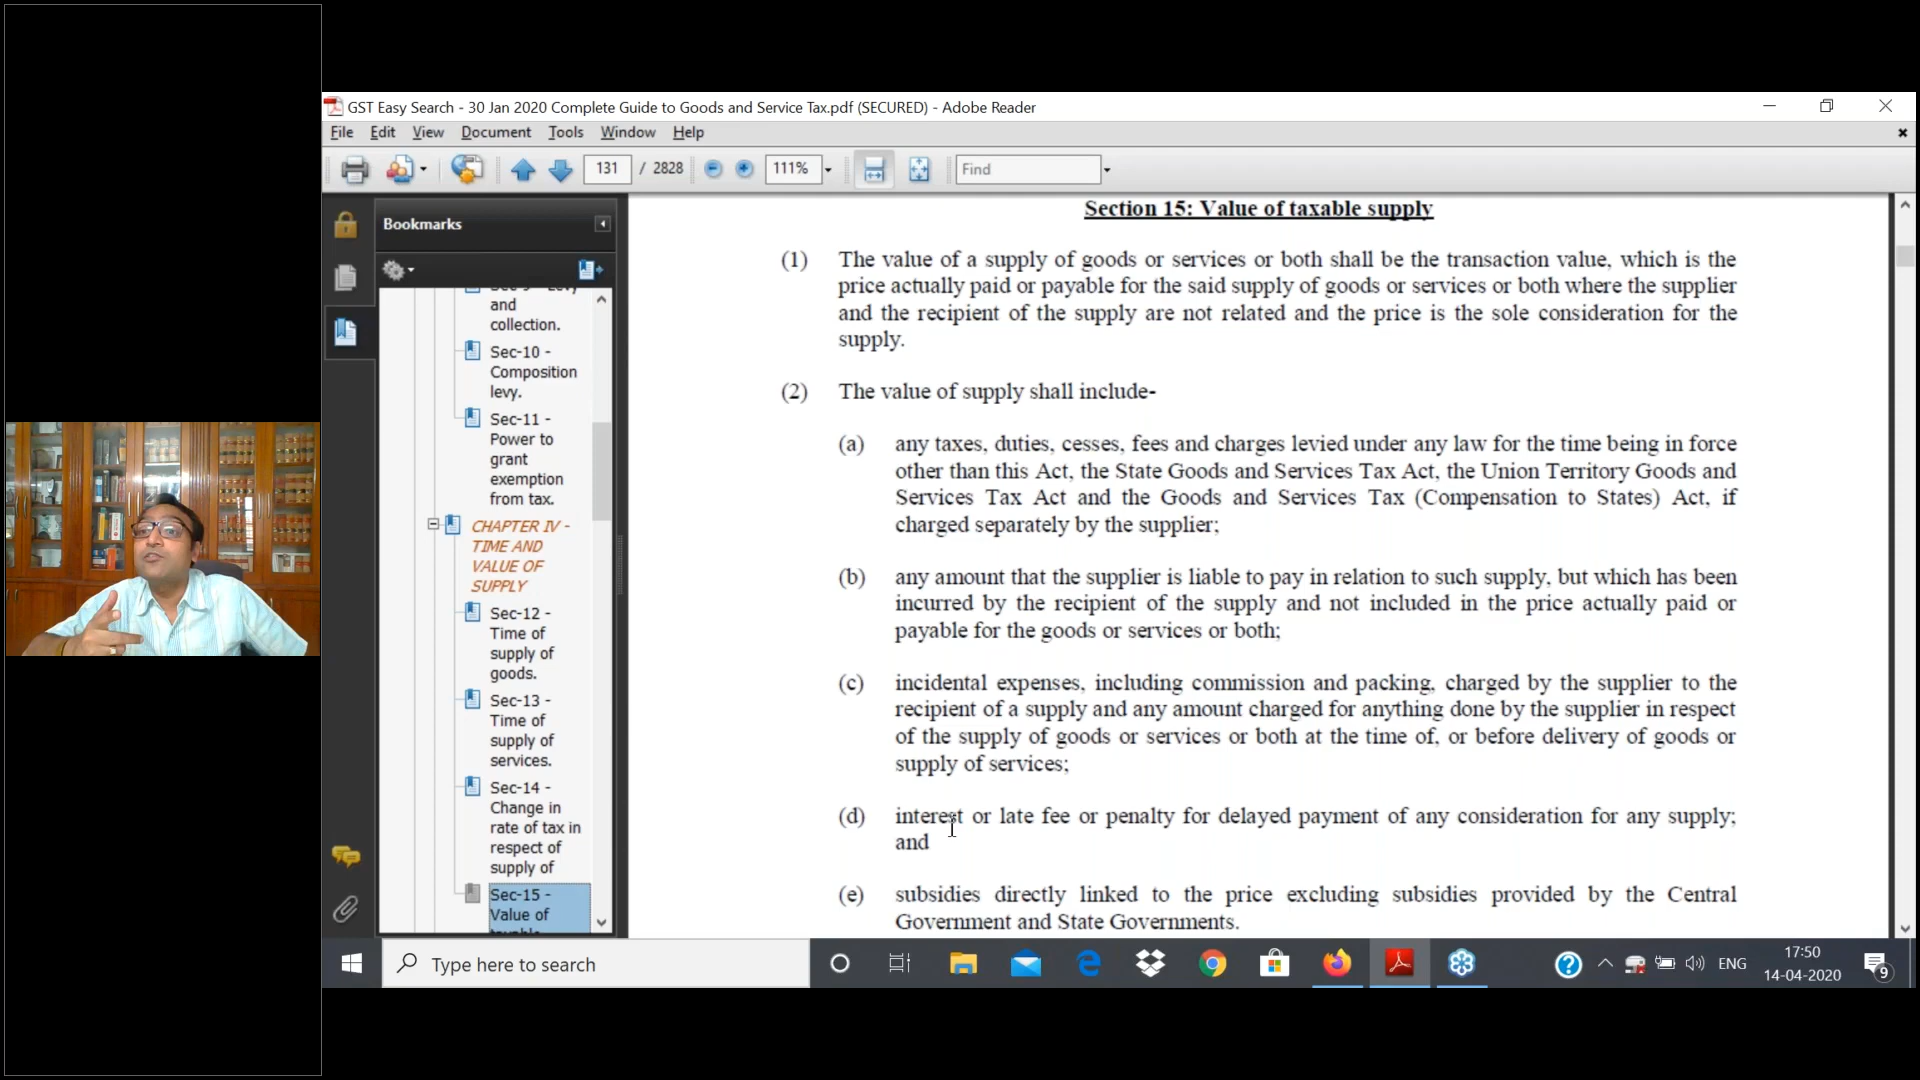 GST Easy Search - 30 Jan 2020 Complete Guide to Goods and Service Tax.pdf (SECURED) - Adobe Reader
File Edit View Document Tools Window Help
131 / 2828 111% Find
Bookmarks
Sec-9 - Levy
and
collection.
Sec-10 -
Composition
levy.
Sec-11 -
Power to
grant
exemption
from tax.
CHAPTER IV -
TIME AND
VALUE OF
SUPPLY
Sec-12 -
Time of
supply of
goods.
Sec-13 -
Time of
supply of
services.
Sec-14 -
Change in
rate of tax in
respect of
supply of
Sec-15 -
Value of
taxable
Section 15: Value of taxable supply
(1) The value of a supply of goods or services or both shall be the transaction value, which is the
price actually paid or payable for the said supply of goods or services or both where the supplier
and the recipient of the supply are not related and the price is the sole consideration for the
supply.
(2) The value of supply shall include-
(a) any taxes, duties, cesses, fees and charges levied under any law for the time being in force
other than this Act, the State Goods and Services Tax Act, the Union Territory Goods and
Services Tax Act and the Goods and Services Tax (Compensation to States) Act, if
charged separately by the supplier;
(b) any amount that the supplier is liable to pay in relation to such supply, but which has been
incurred by the recipient of the supply and not included in the price actually paid or
payable for the goods or services or both;
(c) incidental expenses, including commission and packing, charged by the supplier to the
recipient of a supply and any amount charged for anything done by the supplier in respect
of the supply of goods or services or both at the time of, or before delivery of goods or
supply of services;
(d) interest or late fee or penalty for delayed payment of any consideration for any supply;
and
(e) subsidies directly linked to the price excluding subsidies provided by the Central
Government and State Governments.
Type here to search
ENG
17:50
14-04-2020
9